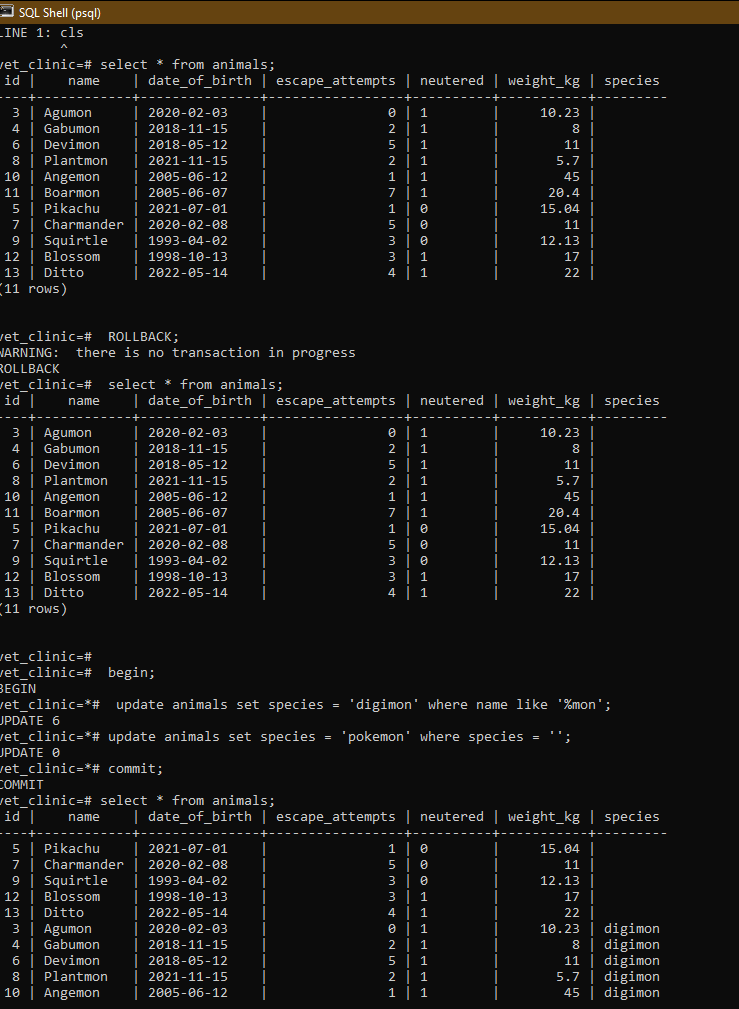 SQL Shell (psql)
LINE 1: cls
^
vet_clinic=# select * from animals;
id | name | date_of_birth | escape_attempts | neutered | weight_kg | species
----+------------+---------------+-----------------+----------+-----------+---------
3 | Agumon | 2020-02-03 | 0 | 1 | 10.23 |
4 | Gabumon | 2018-11-15 | 2 | 1 | 8 |
6 | Devimon | 2018-05-12 | 5 | 1 | 11 |
8 | Plantmon | 2021-11-15 | 2 | 1 | 5.7 |
10 | Angemon | 2005-06-12 | 1 | 1 | 45 |
11 | Boarmon | 2005-06-07 | 7 | 1 | 20.4 |
5 | Pikachu | 2021-07-01 | 1 | 0 | 15.04 |
7 | Charmander | 2020-02-08 | 5 | 0 | 11 |
9 | Squirtle | 1993-04-02 | 3 | 0 | 12.13 |
12 | Blossom | 1998-10-13 | 3 | 1 | 17 |
13 | Ditto | 2022-05-14 | 4 | 1 | 22 |
(11 rows)
vet_clinic=# ROLLBACK;
WARNING: there is no transaction in progress
ROLLBACK
vet_clinic=# select * from animals;
id | name | date_of_birth | escape_attempts | neutered | weight_kg | species
----+------------+---------------+-----------------+----------+-----------+---------
3 | Agumon | 2020-02-03 | 0 | 1 | 10.23 |
4 | Gabumon | 2018-11-15 | 2 | 1 | 8 |
6 | Devimon | 2018-05-12 | 5 | 1 | 11 |
8 | Plantmon | 2021-11-15 | 2 | 1 | 5.7 |
10 | Angemon | 2005-06-12 | 1 | 1 | 45 |
11 | Boarmon | 2005-06-07 | 7 | 1 | 20.4 |
5 | Pikachu | 2021-07-01 | 1 | 0 | 15.04 |
7 | Charmander | 2020-02-08 | 5 | 0 | 11 |
9 | Squirtle | 1993-04-02 | 3 | 0 | 12.13 |
12 | Blossom | 1998-10-13 | 3 | 1 | 17 |
13 | Ditto | 2022-05-14 | 4 | 1 | 22 |
(11 rows)
vet_clinic=#
vet_clinic=# begin;
BEGIN
vet_clinic=*# update animals set species = 'digimon' where name like '%mon';
UPDATE 6
vet_clinic=*# update animals set species = 'pokemon' where species = '';
UPDATE 0
vet_clinic=*# commit;
COMMIT
vet_clinic=# select * from animals;
id | name | date_of_birth | escape_attempts | neutered | weight_kg | species
----+------------+---------------+-----------------+----------+-----------+---------
5 | Pikachu | 2021-07-01 | 1 | 0 | 15.04 |
7 | Charmander | 2020-02-08 | 5 | 0 | 11 |
9 | Squirtle | 1993-04-02 | 3 | 0 | 12.13 |
12 | Blossom | 1998-10-13 | 3 | 1 | 17 |
13 | Ditto | 2022-05-14 | 4 | 1 | 22 |
3 | Agumon | 2020-02-03 | 0 | 1 | 10.23 | digimon
4 | Gabumon | 2018-11-15 | 2 | 1 | 8 | digimon
6 | Devimon | 2018-05-12 | 5 | 1 | 11 | digimon
8 | Plantmon | 2021-11-15 | 2 | 1 | 5.7 | digimon
10 | Angemon | 2005-06-12 | 1 | 1 | 45 | digimon